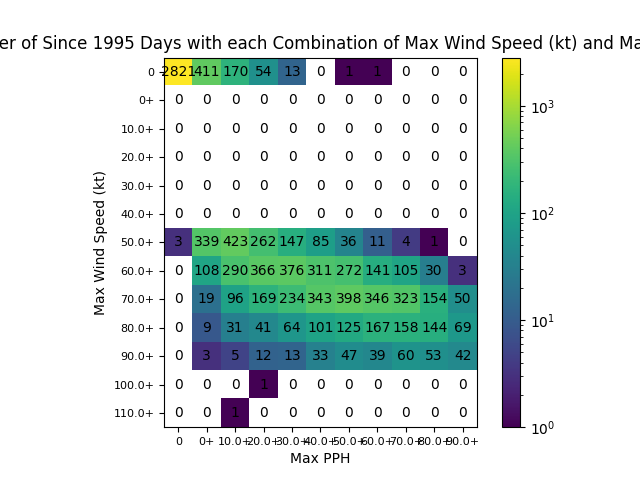 er of Since 1995 Days with each Combination of Max Wind Speed (kt) and Ma
0 2821 411 170 54 13 0 1 1 0 0 0
0+ 0 0 0 0 0 0 0 0 0 0 0
10.0+ 0 0 0 0 0 0 0 0 0 0 0
20.0+ 0 0 0 0 0 0 0 0 0 0 0
30.0+ 0 0 0 0 0 0 0 0 0 0 0
40.0+ 0 0 0 0 0 0 0 0 0 0 0
50.0+ 3 339 423 262 147 85 36 11 4 1 0
60.0+ 0 108 290 366 376 311 272 141 105 30 3
70.0+ 0 19 96 169 234 343 398 346 323 154 50
80.0+ 0 9 31 41 64 101 125 167 158 144 69
90.0+ 0 3 5 12 13 33 47 39 60 53 42
100.0+ 0 0 0 1 0 0 0 0 0 0 0
110.0+ 0 0 1 0 0 0 0 0 0 0 0
0 0+ 10.0+ 20.0+ 30.0+ 40.0+ 50.0+ 60.0+ 70.0+ 80.0+ 90.0+
Max PPH
Max Wind Speed (kt)
10³
10²
10¹
10⁰